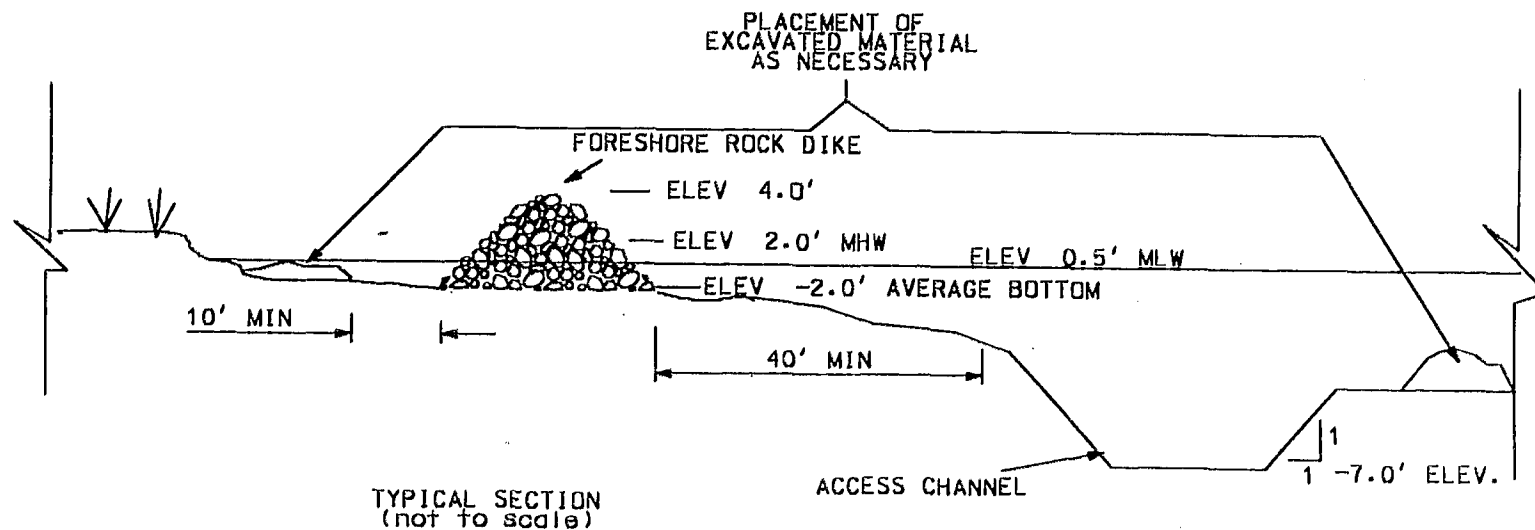 PLACEMENT OF
EXCAVATED MATERIAL
AS NECESSARY
FORESHORE ROCK DIKE
ELEV 4.0'
ELEV 2.0' MHW
ELEV 0.5' MLW
ELEV -2.0' AVERAGE BOTTOM
10' MIN
40' MIN
1
1 -7.0' ELEV.
ACCESS CHANNEL
TYPICAL SECTION
(not to scale)